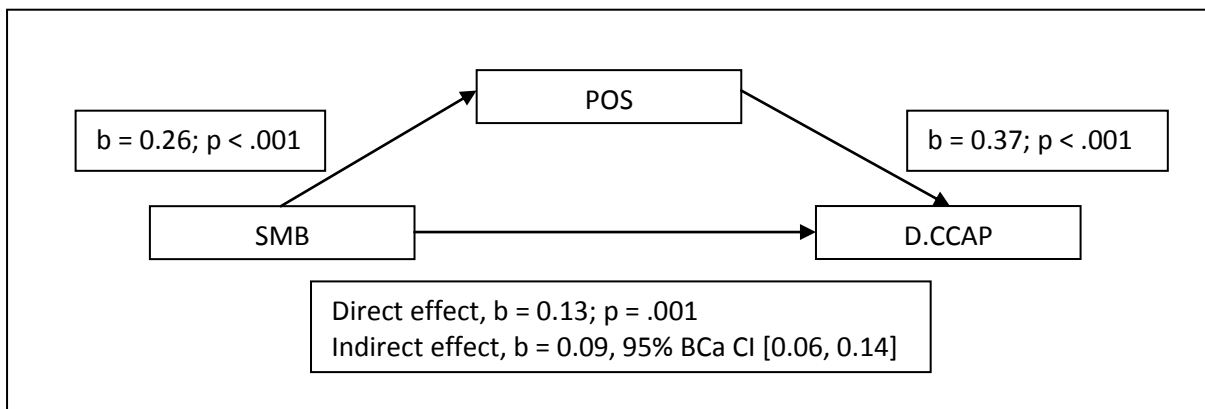 POS
b = 0.26; p < .001
b = 0.37; p < .001
SMB
D.CCAP
Direct effect, b = 0.13; p = .001
Indirect effect, b = 0.09, 95% BCa CI [0.06, 0.14]